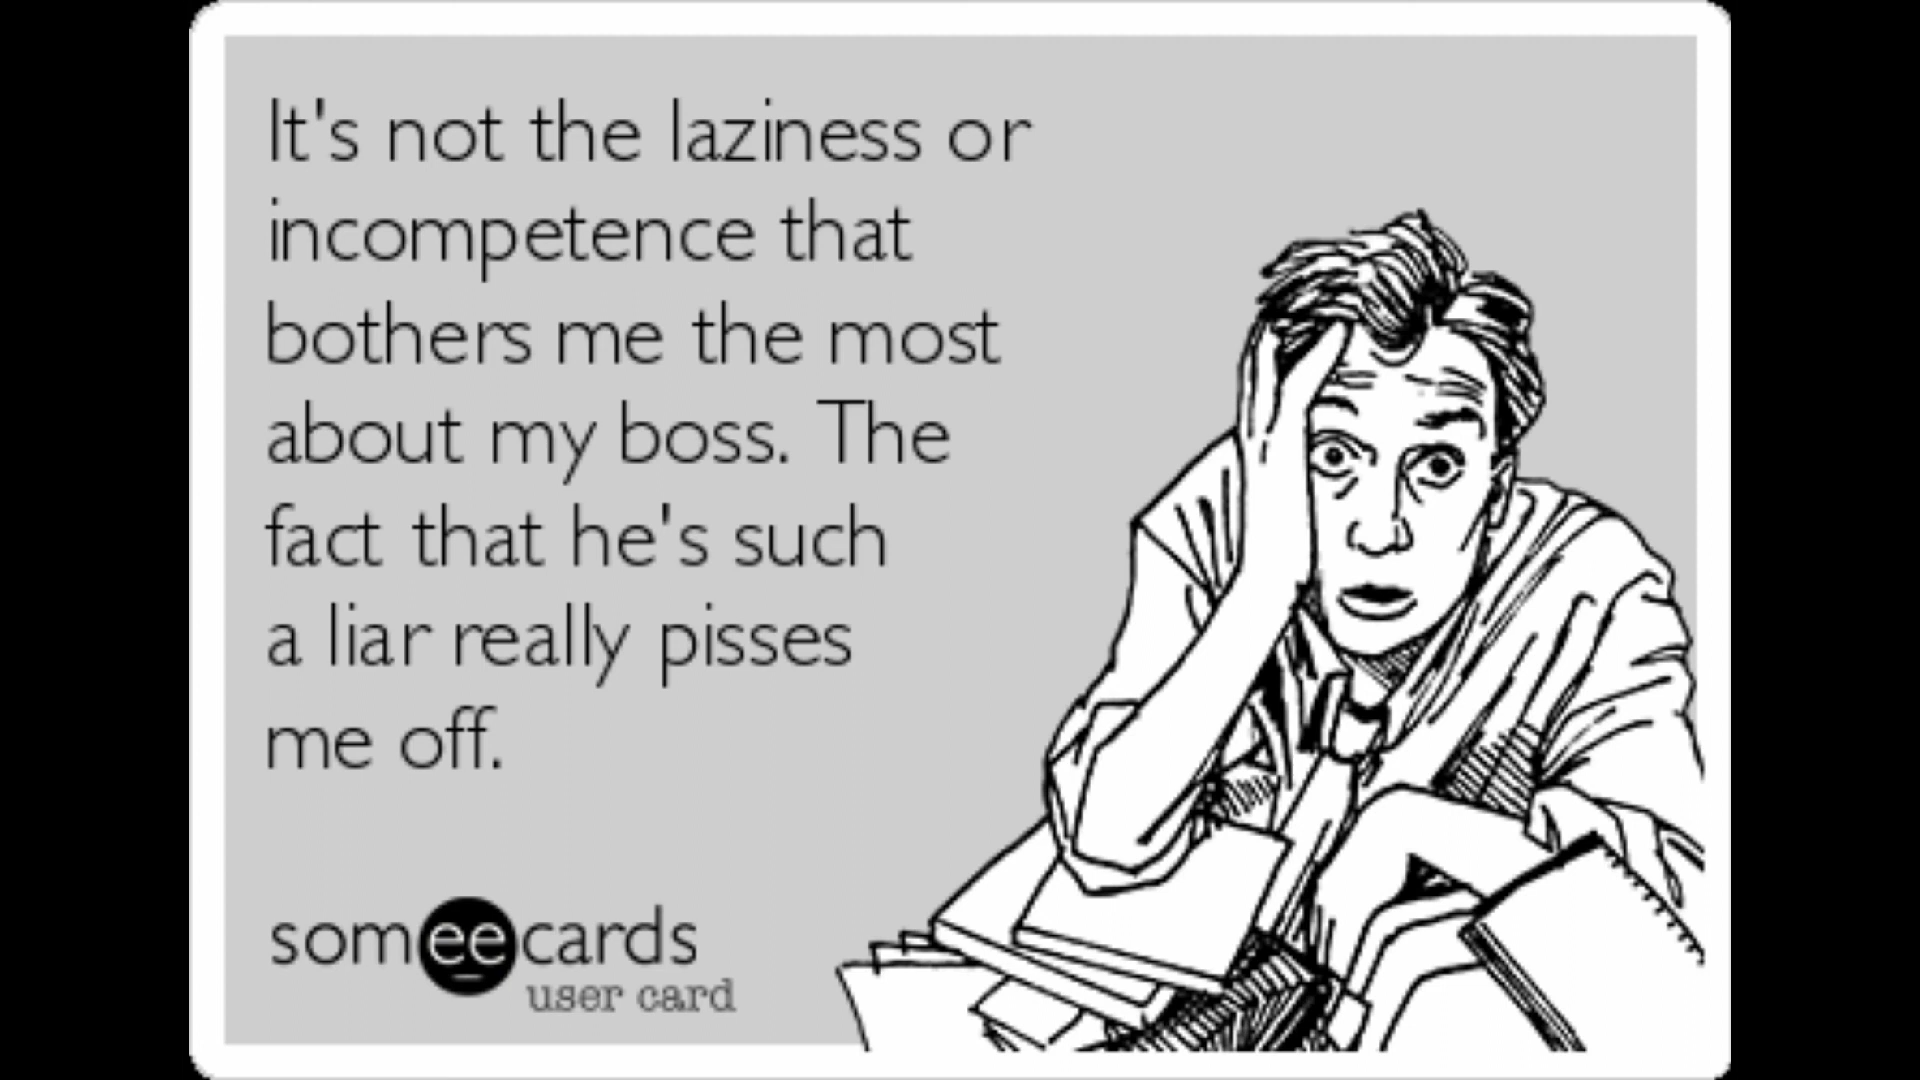 It's not the laziness or
incompetence that
bothers me the most
about my boss. The
fact that he's such
a liar really pisses
me off.
someecards
user card